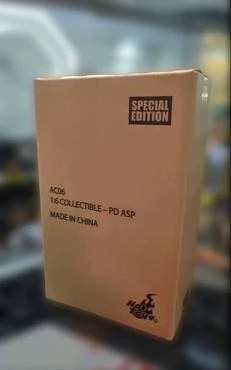 SPECIAL
EDITION
AC06
1:6 COLLECTIBLE – PD ASP
MADE IN CHINA
Hot
Toys